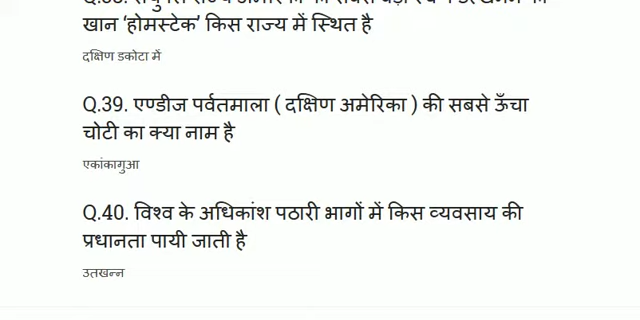 खान ‘होमस्टेक’ किस राज्य में स्थित है
दक्षिण डकोटा में
Q.39. एण्डीज पर्वतमाला ( दक्षिण अमेरिका ) की सबसे ऊँचा
चोटी का क्या नाम है
एकांकागुआ
Q.40. विश्व के अधिकांश पठारी भागों में किस व्यवसाय की
प्रधानता पायी जाती है
उतखन्न